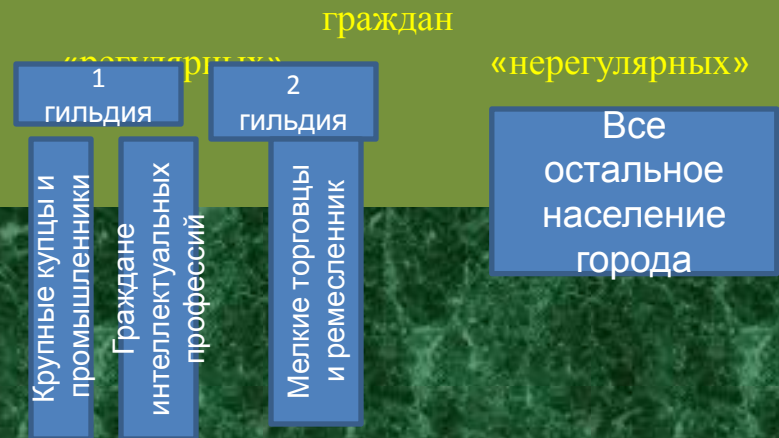 граждан
«регулярных» «нерегулярных»
1
гильдия
2
гильдия
Все
остальное
население
города
Крупные купцы и
промышленники
Граждане
интеллектуальных
профессий
Мелкие торговцы
и ремесленник